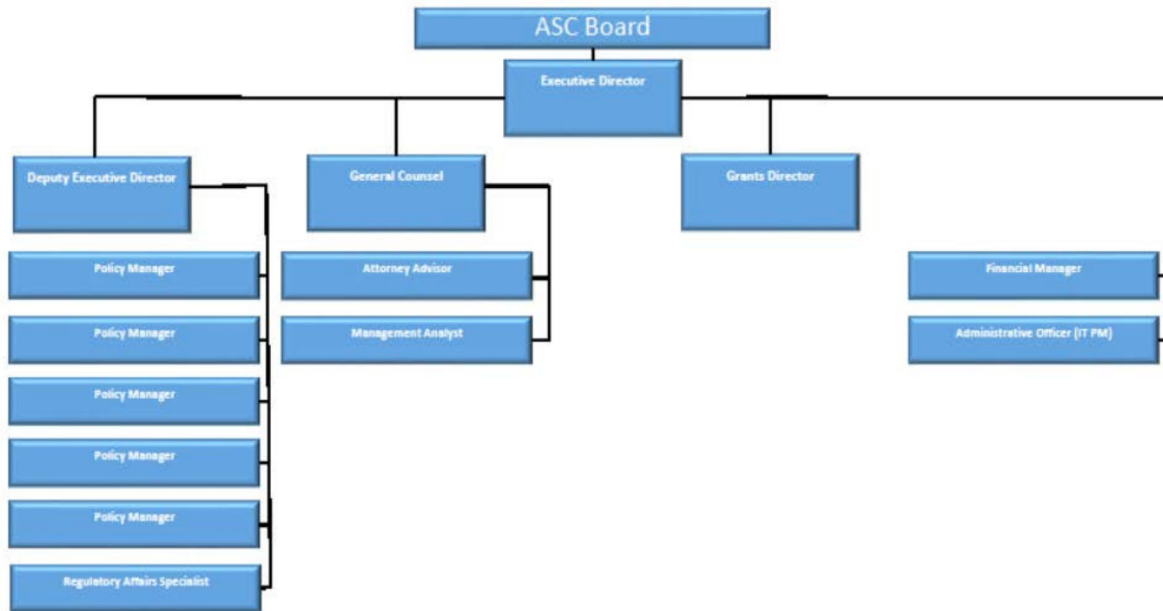 ASC Board
Executive Director
Deputy Executive Director
General Counsel
Grants Director
Policy Manager
Attorney Advisor
Financial Manager
Policy Manager
Management Analyst
Administrative Officer (IT PM)
Policy Manager
Policy Manager
Policy Manager
Regulatory Affairs Specialist